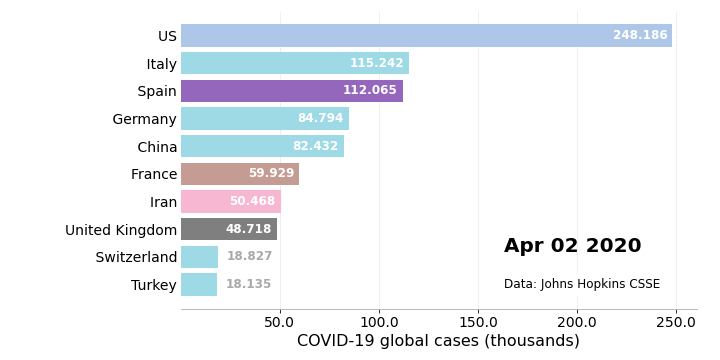 US 248.186
Italy 115.242
Spain 112.065
Germany 84.794
China 82.432
France 59.929
Iran 50.468
United Kingdom 48.718
Switzerland 18.827
Turkey 18.135
Apr 02 2020
Data: Johns Hopkins CSSE
50.0 100.0 150.0 200.0 250.0
COVID-19 global cases (thousands)